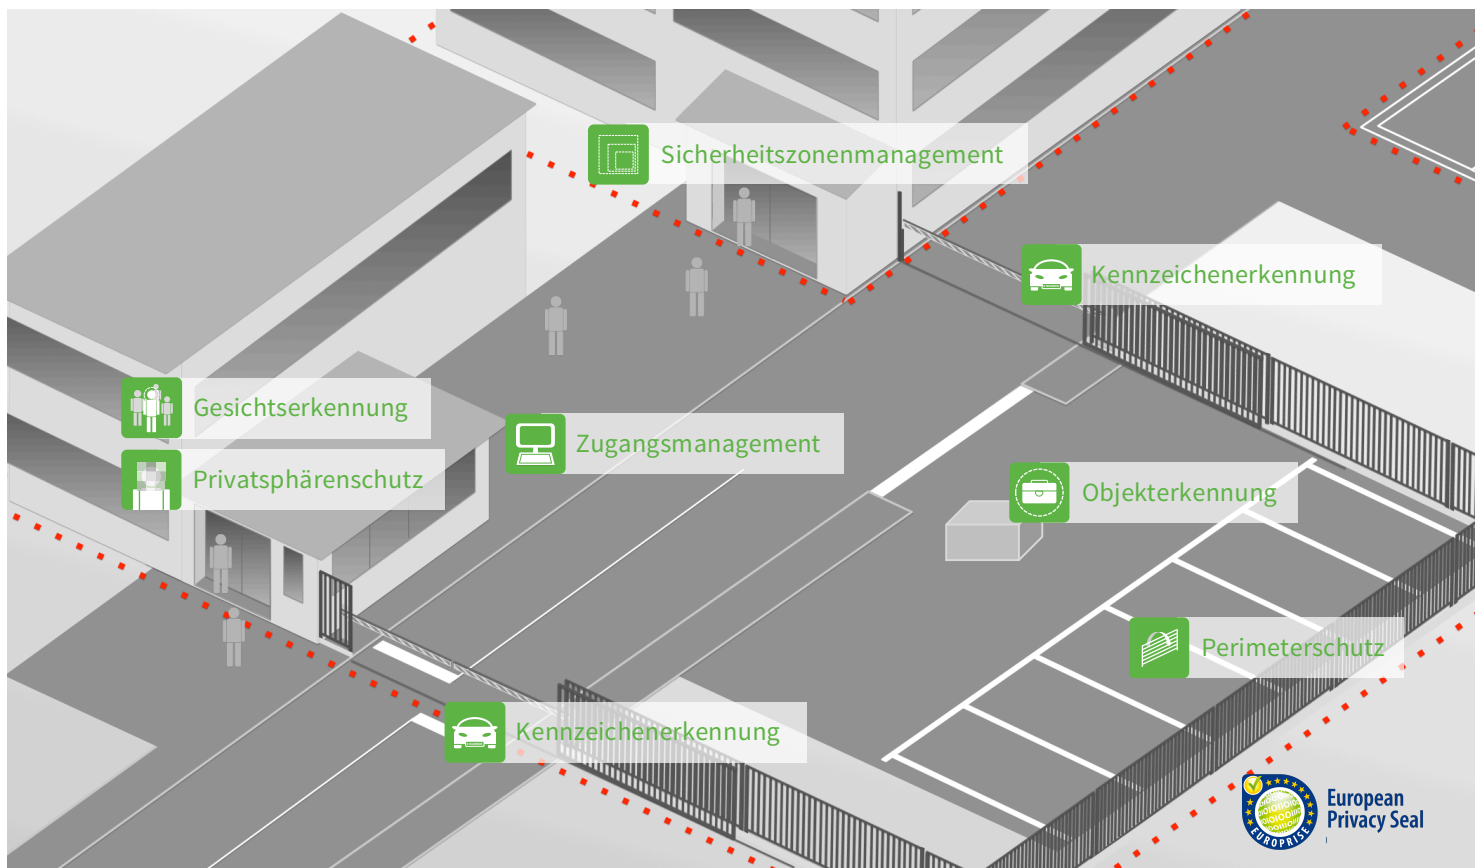 Sicherheitszonenmanagement
Kennzeichenerkennung
Gesichtserkennung
Zugangsmanagement
Privatsphärenschutz
Objekterkennung
Perimeterschutz
Kennzeichenerkennung
European
Privacy Seal
EUROPRISE